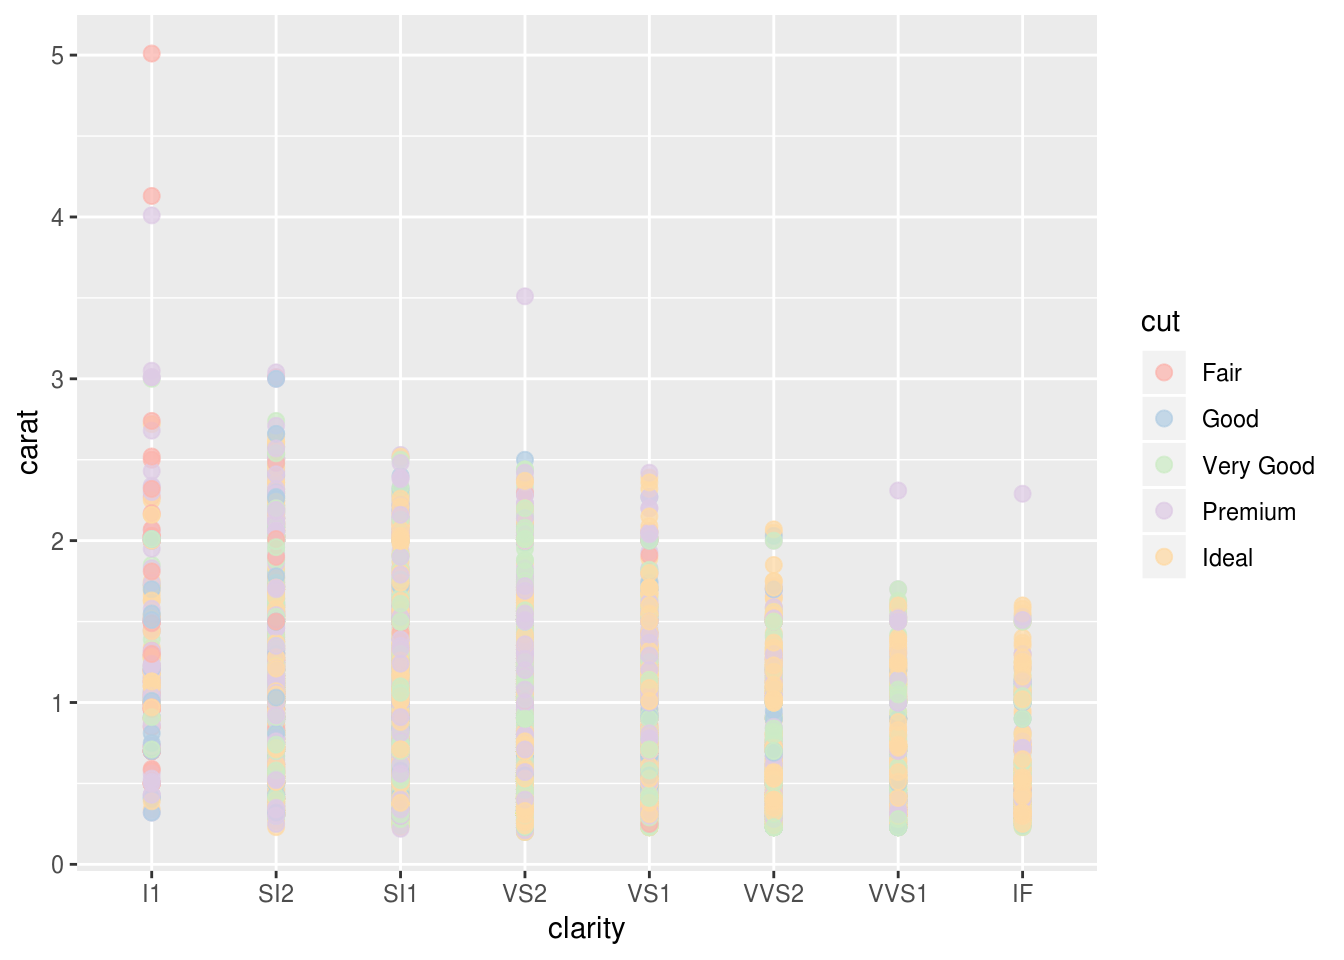 5
4
3
2
1
0
carat
I1 SI2 SI1 VS2 VS1 VVS2 VVS1 IF
clarity
cut
Fair
Good
Very Good
Premium
Ideal